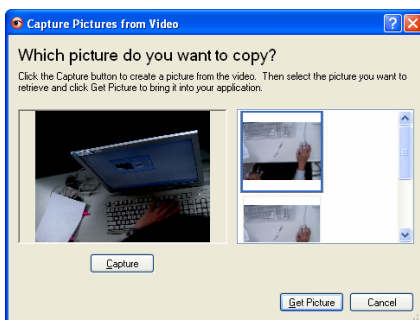 Capture Pictures from Video
Which picture do you want to copy?
Click the Capture button to create a picture from the video. Then select the picture you want to
retrieve and click Get Picture to bring it into your application.
Capture
Get Picture
Cancel